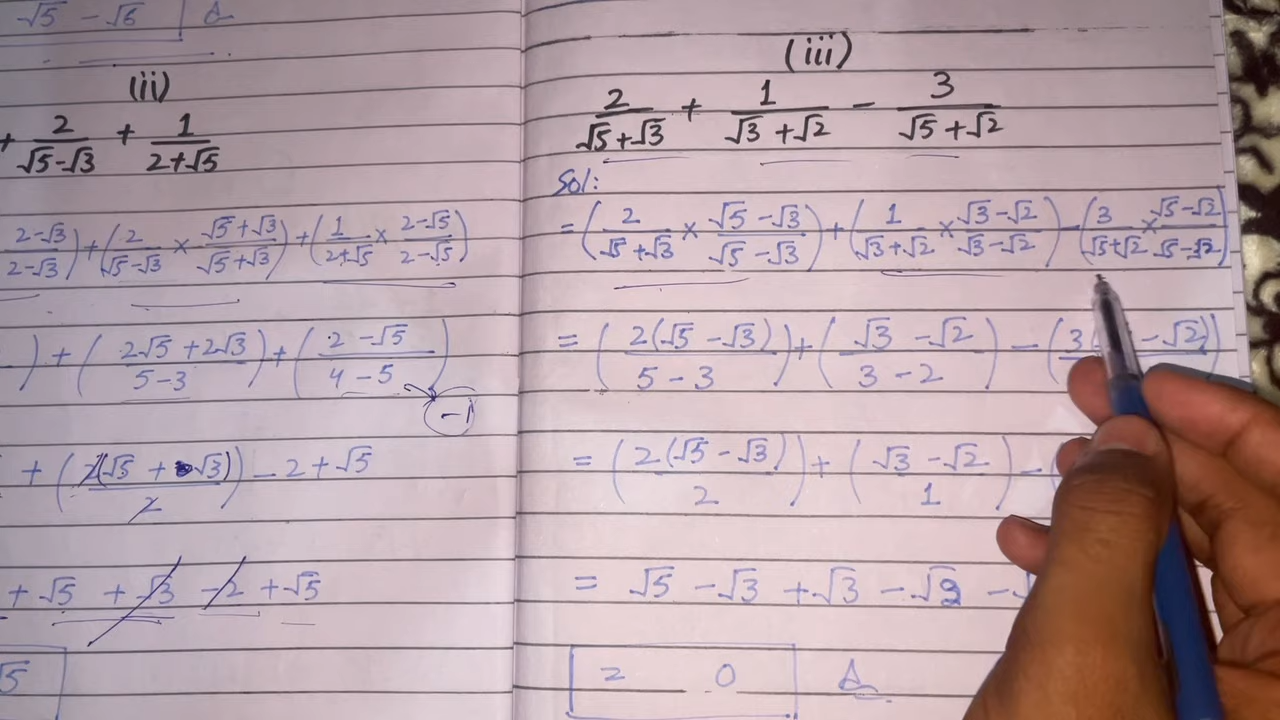 √5 - √6
(ii)
+ 2/(√5-√3) + 1/(2+√5)
(2-√3)/(2-√3)) + (2/(√5-√3) × (√5+√3)/(√5+√3)) + (1/(2+√5) × (2-√5)/(2-√5))
) + ((2√5+2√3)/(5-3)) + ((2-√5)/(4-5))
-1
+ (2(√5+√3)/2) - 2 + √5
+ √5 + √3 - 2 + √5
√5
(iii)
2/(√5+√3) + 1/(√3+√2) - 3/(√5+√2)
Sol:
= (2/(√5+√3) × (√5-√3)/(√5-√3)) + (1/(√3+√2) × (√3-√2)/(√3-√2)) - (3/(√5+√2) × (√5-√2)/(√5-√2))
= (2(√5-√3)/(5-3)) + ((√3-√2)/(3-2)) - (3( -√2))
= (2(√5-√3)/2) + ((√3-√2)/1) - (
= √5 - √3 + √3 - √2 - √
= 0